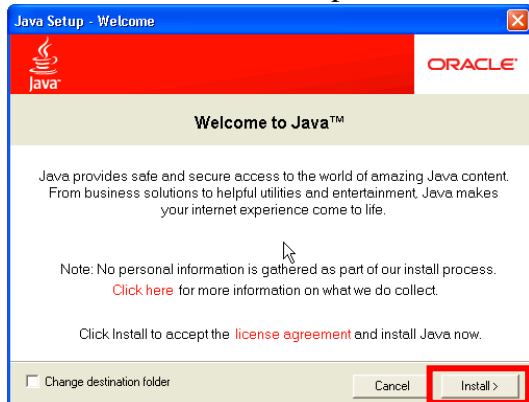 Java Setup - Welcome
Java™
ORACLE®
Welcome to Java™
Java provides safe and secure access to the world of amazing Java content.
From business solutions to helpful utilities and entertainment, Java makes
your internet experience come to life.
Note: No personal information is gathered as part of our install process.
Click here for more information on what we do collect.
Click Install to accept the license agreement and install Java now.
Change destination folder
Cancel
Install >